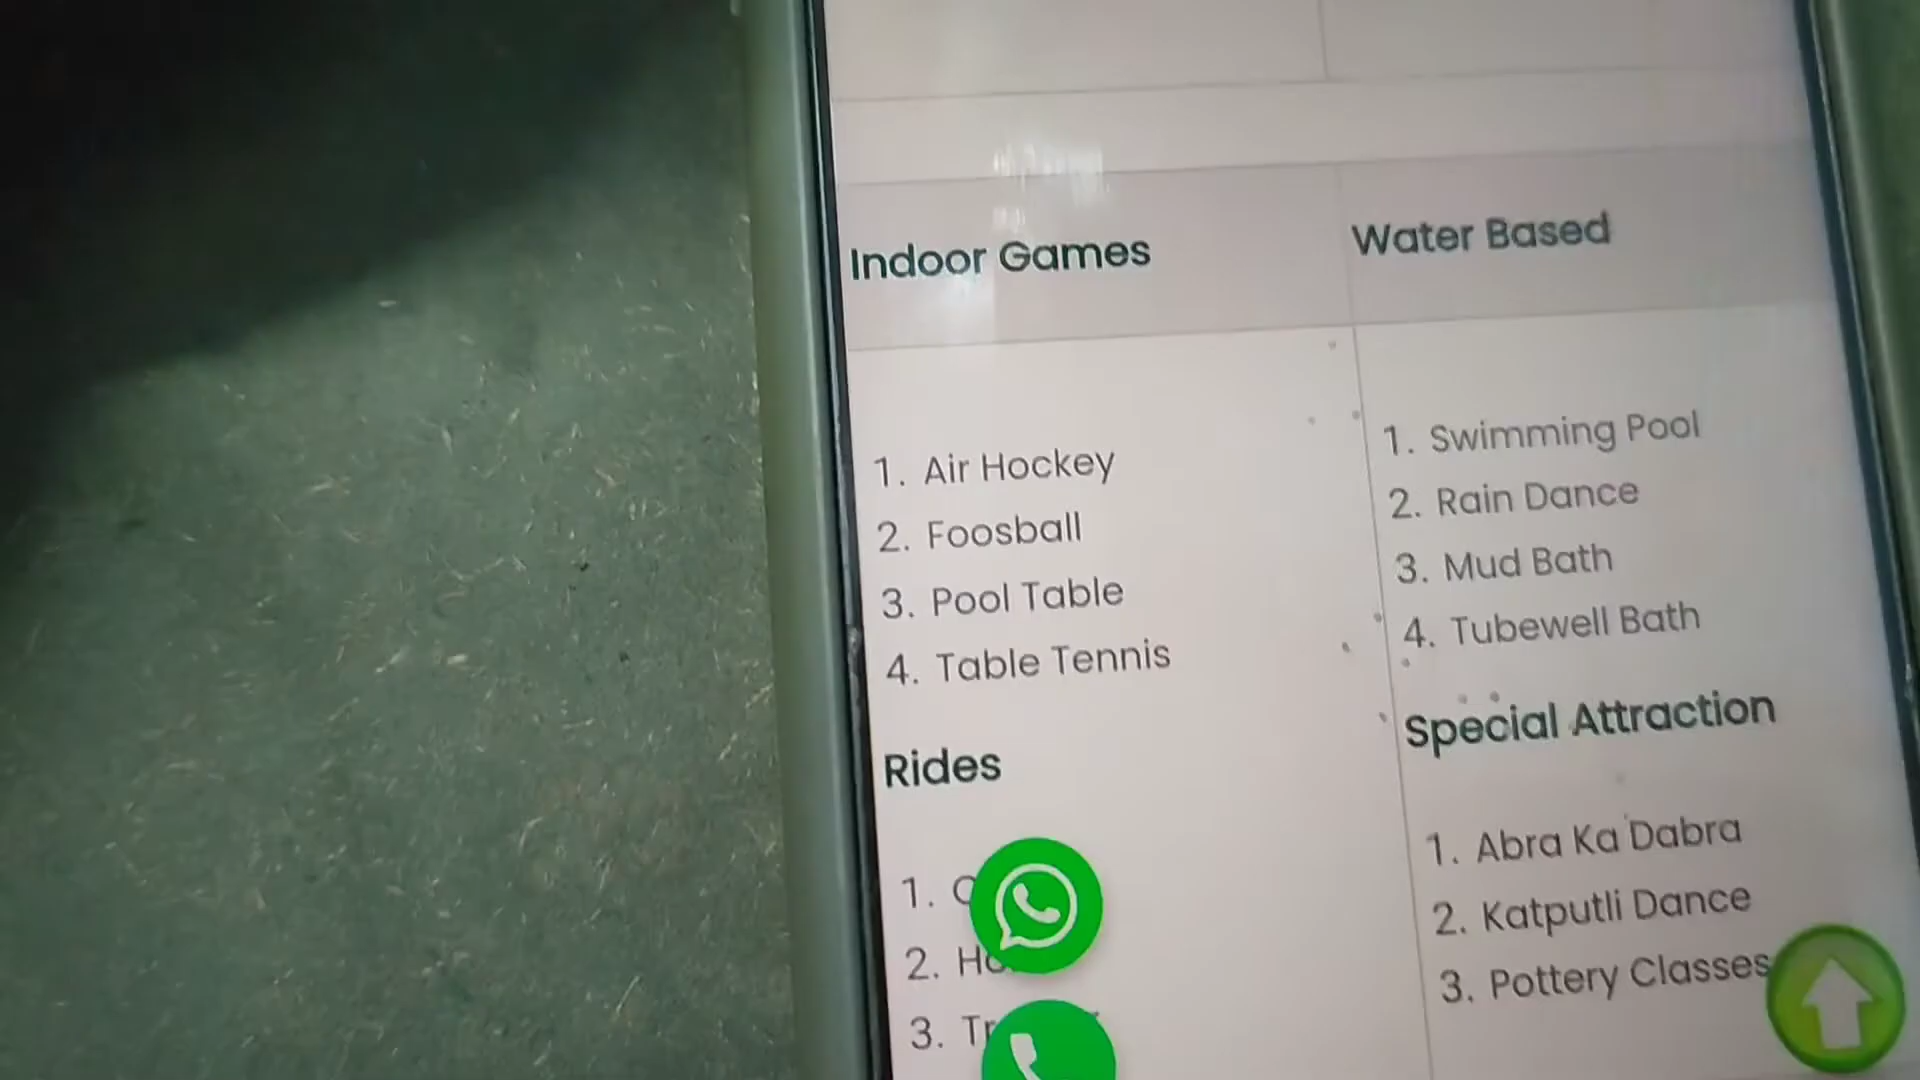 Indoor Games
1. Air Hockey
2. Foosball
3. Pool Table
4. Table Tennis
Rides
1.
2.
3.
Water Based
1. Swimming Pool
2. Rain Dance
3. Mud Bath
4. Tubewell Bath
Special Attraction
1. Abra Ka Dabra
2. Katputli Dance
3. Pottery Classes